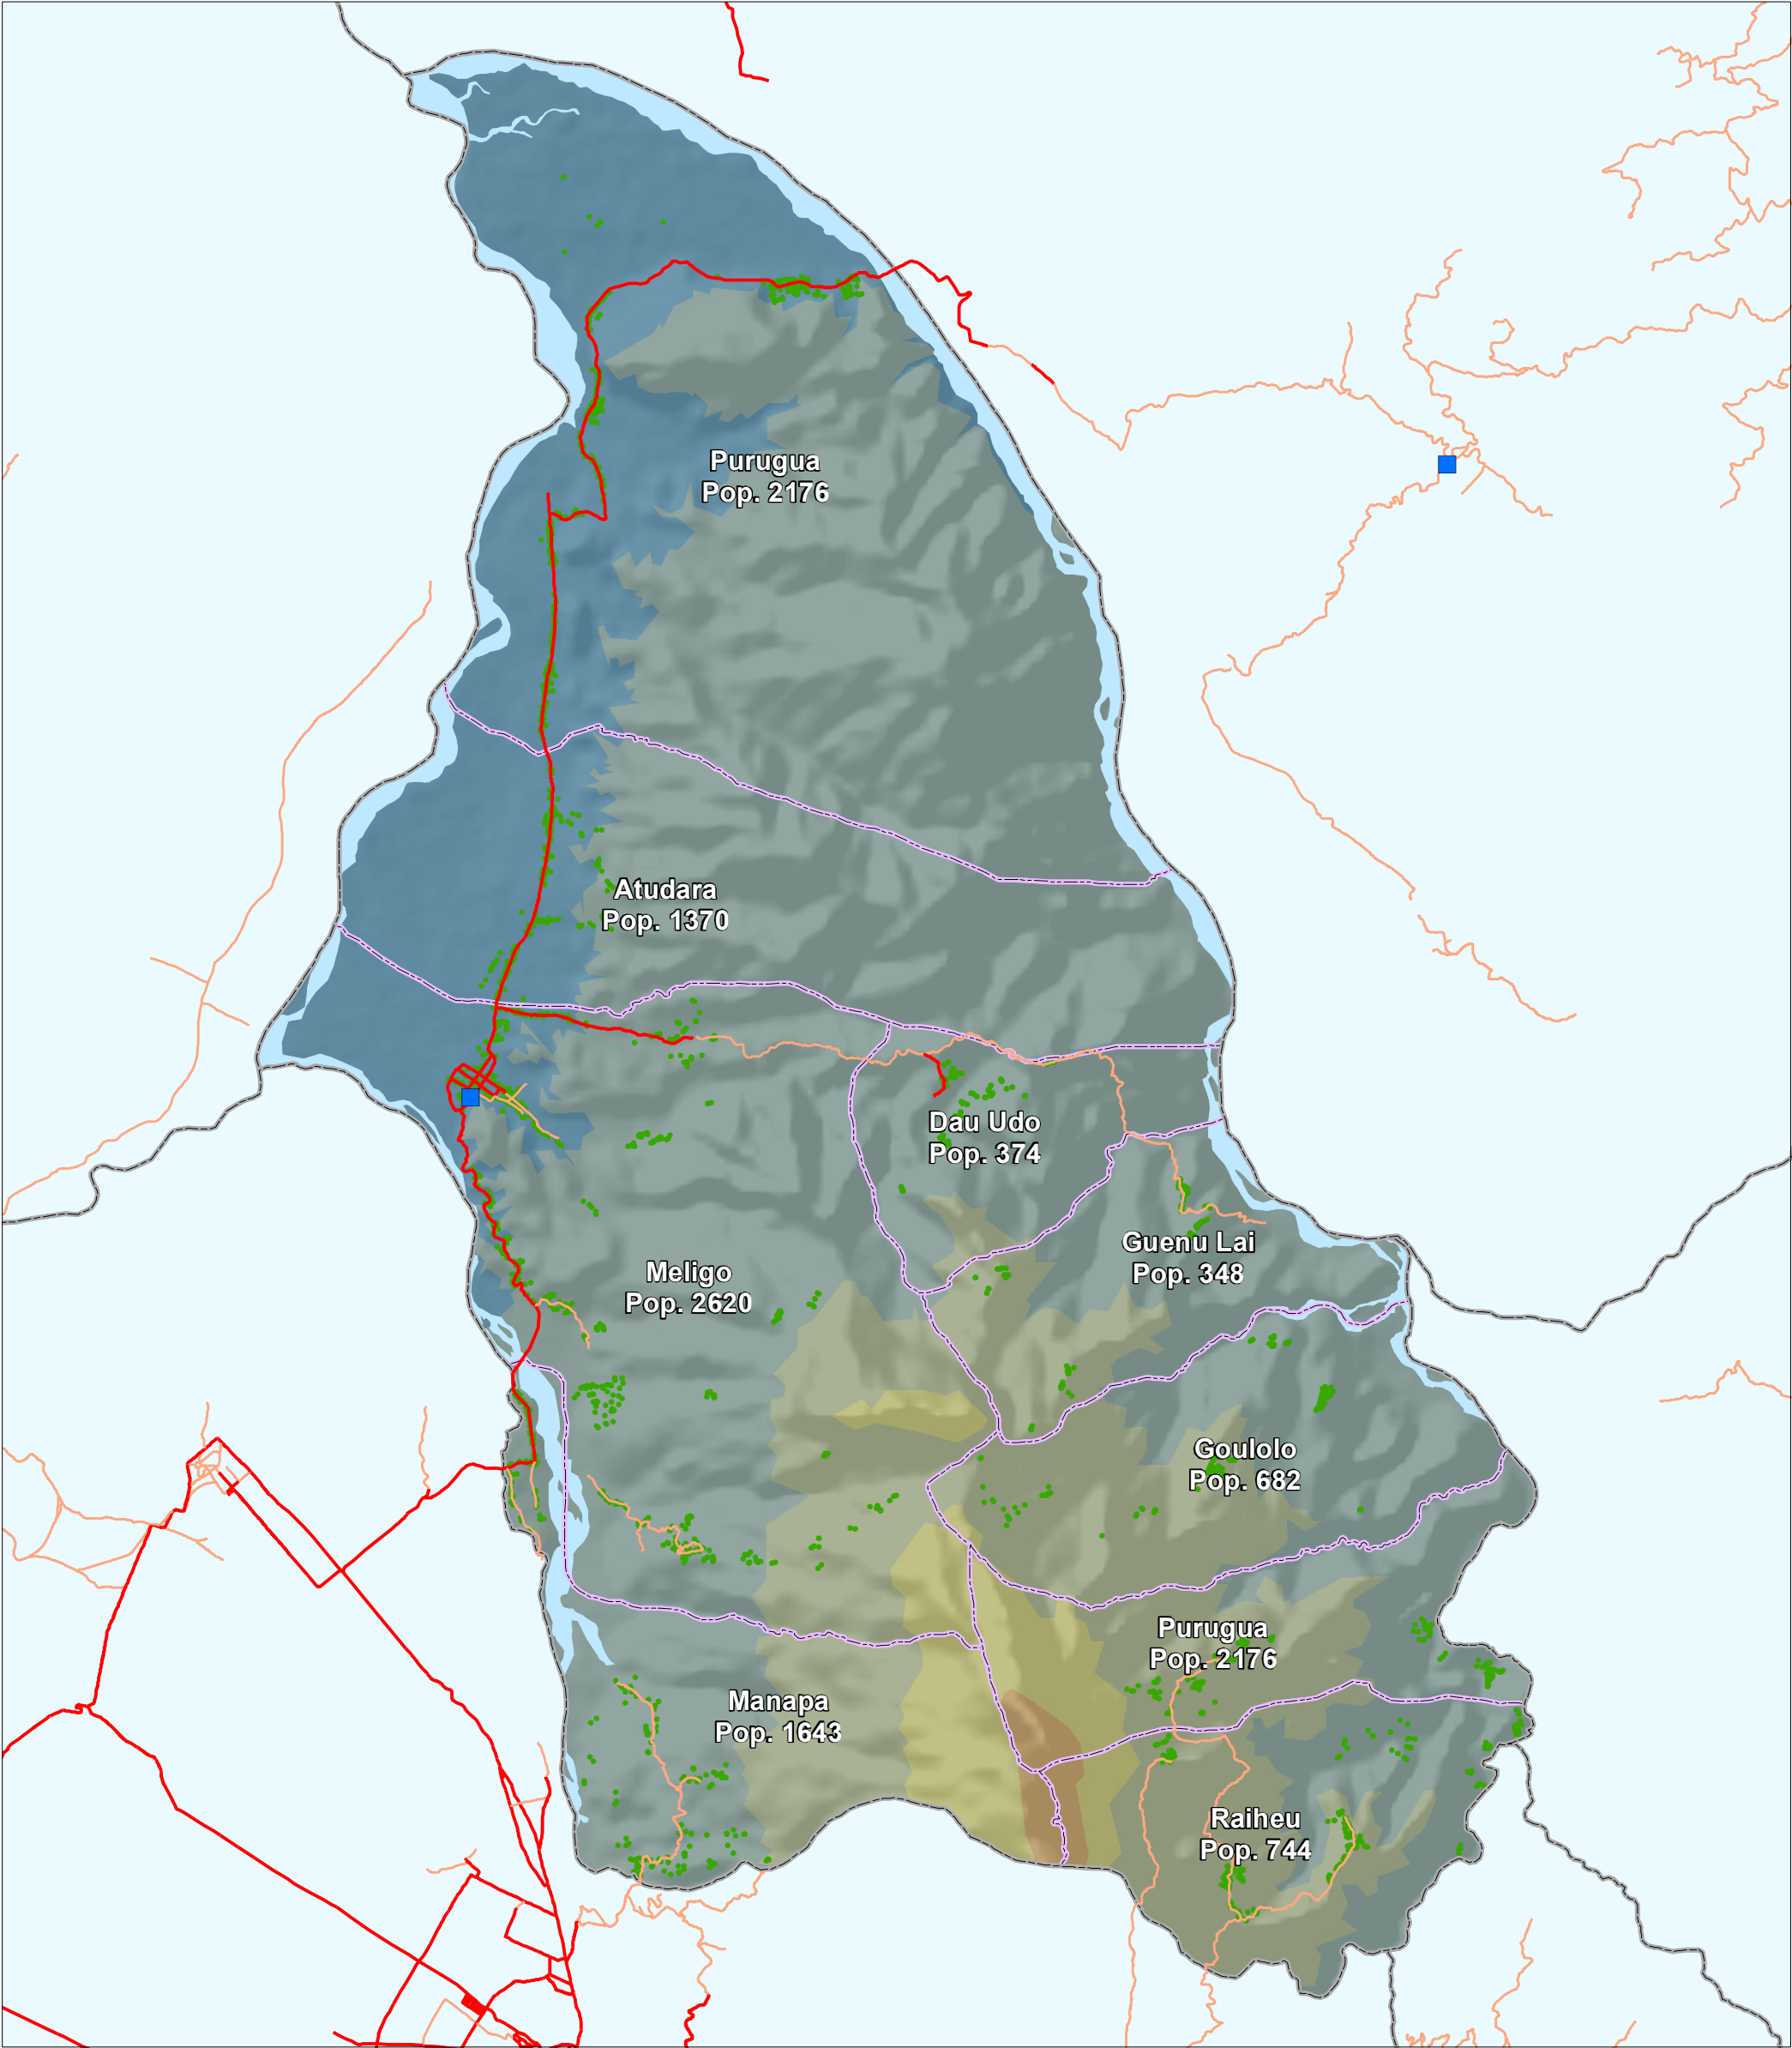 Purugua
Pop. 2176
Atudara
Pop. 1370
Dau Udo
Pop. 374
Guenu Lai
Pop. 348
Meligo
Pop. 2620
Goulolo
Pop. 682
Purugua
Pop. 2176
Manapa
Pop. 1643
Raiheu
Pop. 744